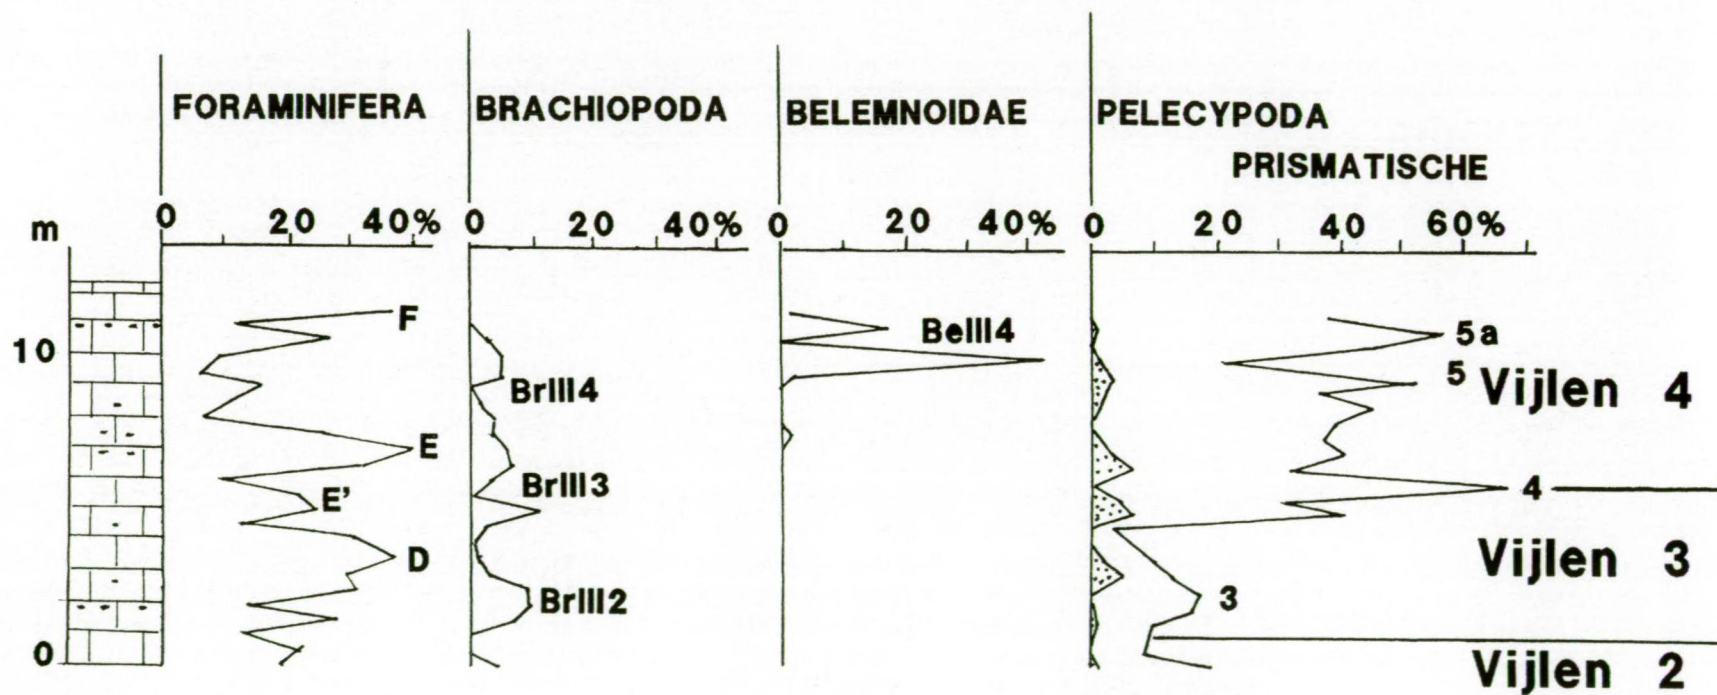 FORAMINIFERA BRACHIOPODA BELEMNOIDAE PELECYPODA
PRISMATISCHE
m 0 20 40% 0 20 40% 0 20 40% 0 20 40 60%
F BeIII4 5a
10
BrIII4 5 Vijlen 4
E
E' BrIII3 4
D Vijlen 3
BrIII2 3
0
Vijlen 2